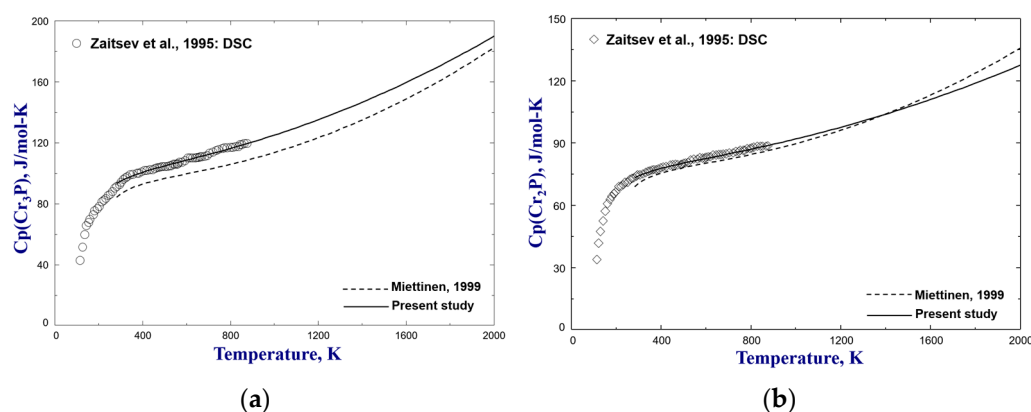 200
160
120
80
40
0
Cp(Cr₃P), J/mol-K
Zaitsev et al., 1995: DSC
Miettinen, 1999
Present study
0 400 800 1200 1600 2000
Temperature, K
(a)
150
120
90
60
30
0
Cp(Cr₂P), J/mol-K
Zaitsev et al., 1995: DSC
Miettinen, 1999
Present study
0 400 800 1200 1600 2000
Temperature, K
(b)